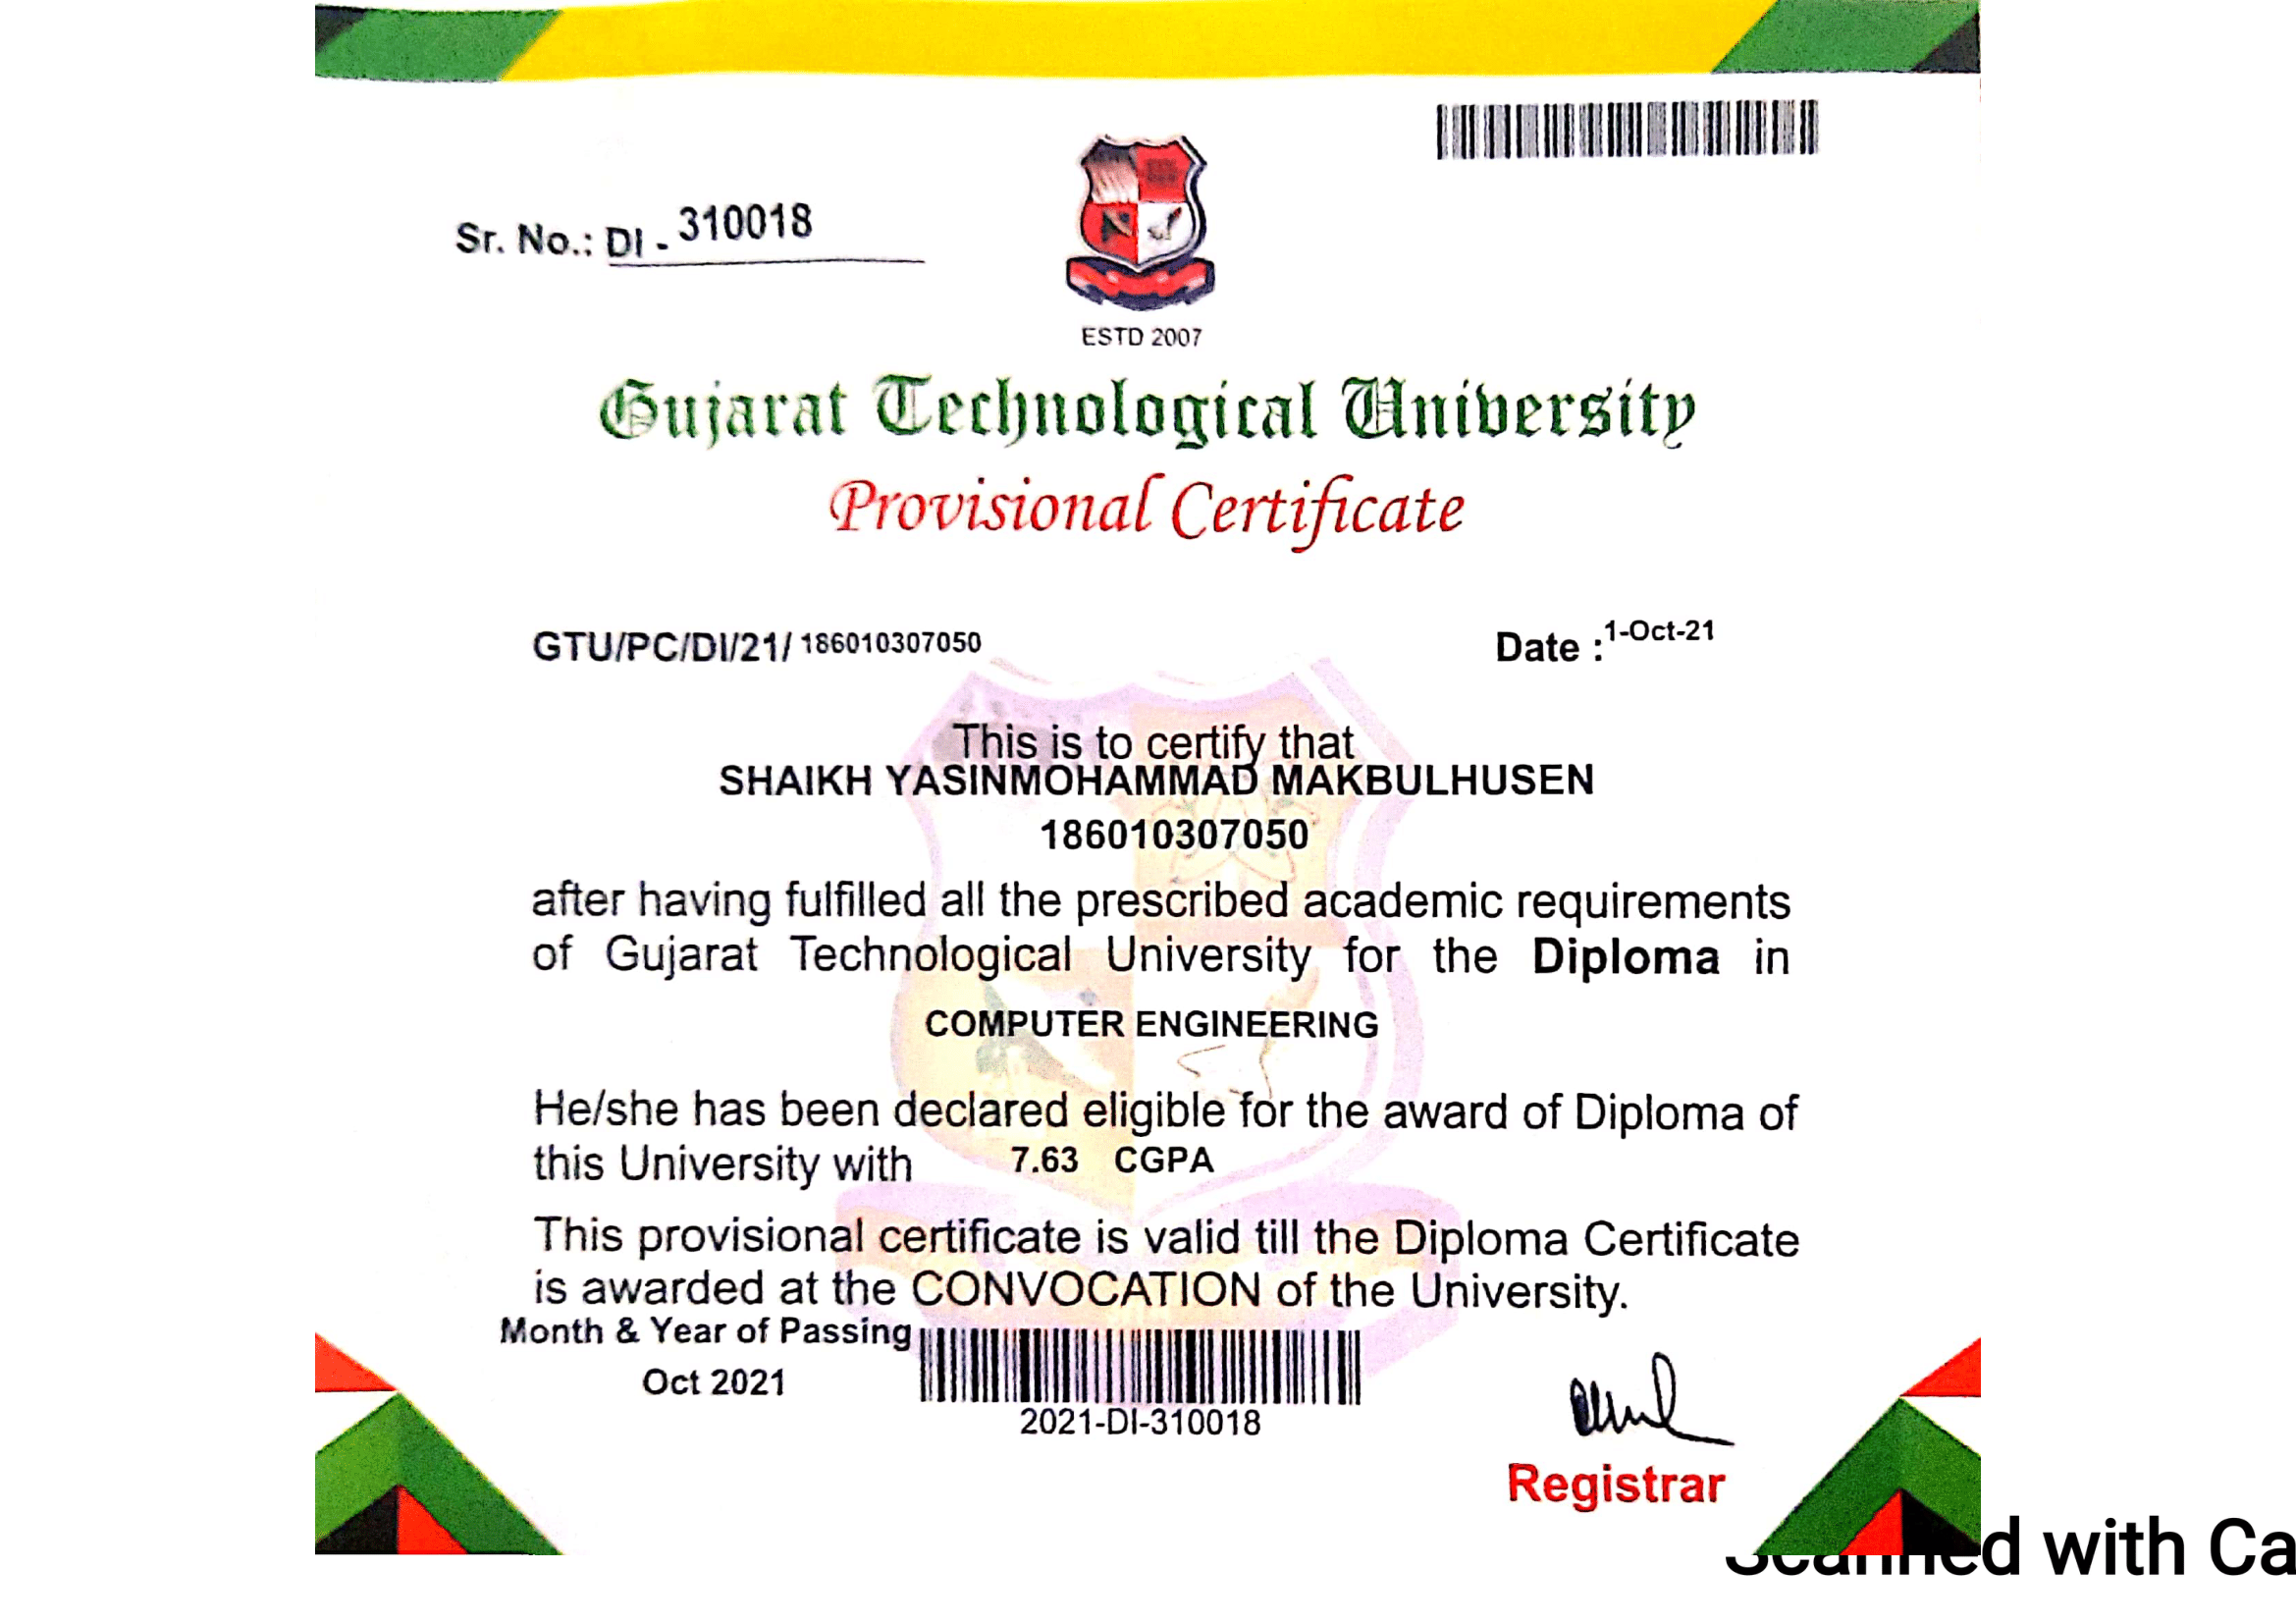 Sr. No.: DI - 310018
ESTD 2007
Gujarat Technological University
Provisional Certificate
GTU/PC/DI/21/ 186010307050
Date : 1-Oct-21
This is to certify that
SHAIKH YASINMOHAMMAD MAKBULHUSEN
186010307050
after having fulfilled all the prescribed academic requirements
of Gujarat Technological University for the Diploma in
COMPUTER ENGINEERING
He/she has been declared eligible for the award of Diploma of
this University with 7.63 CGPA
This provisional certificate is valid till the Diploma Certificate
is awarded at the CONVOCATION of the University.
Month & Year of Passing
Oct 2021
2021-DI-310018
Registrar
Scanned with Ca